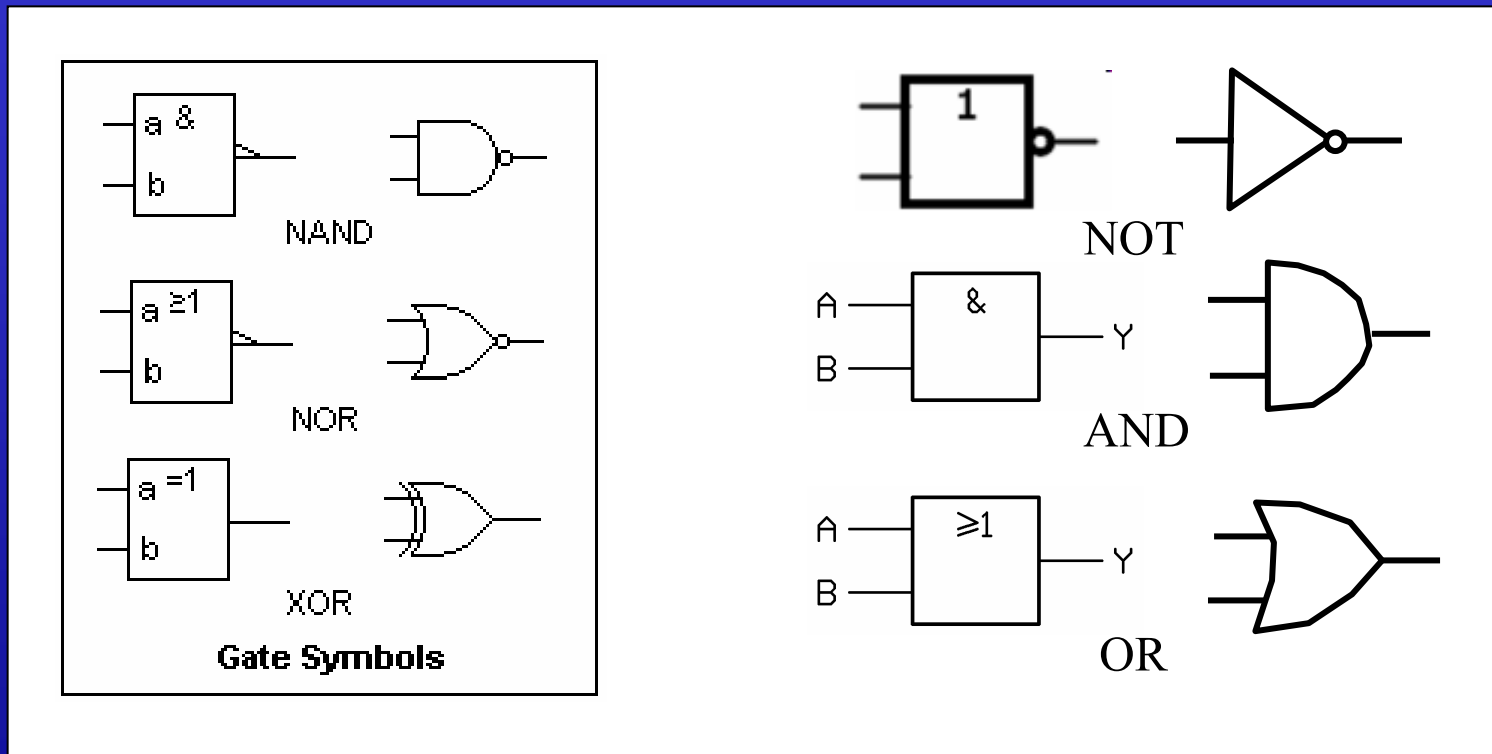 a &
b
NAND
a ≥1
b
NOR
a =1
b
XOR
Gate Symbols
1
NOT
A & Y
B
AND
A ≥1 Y
B
OR